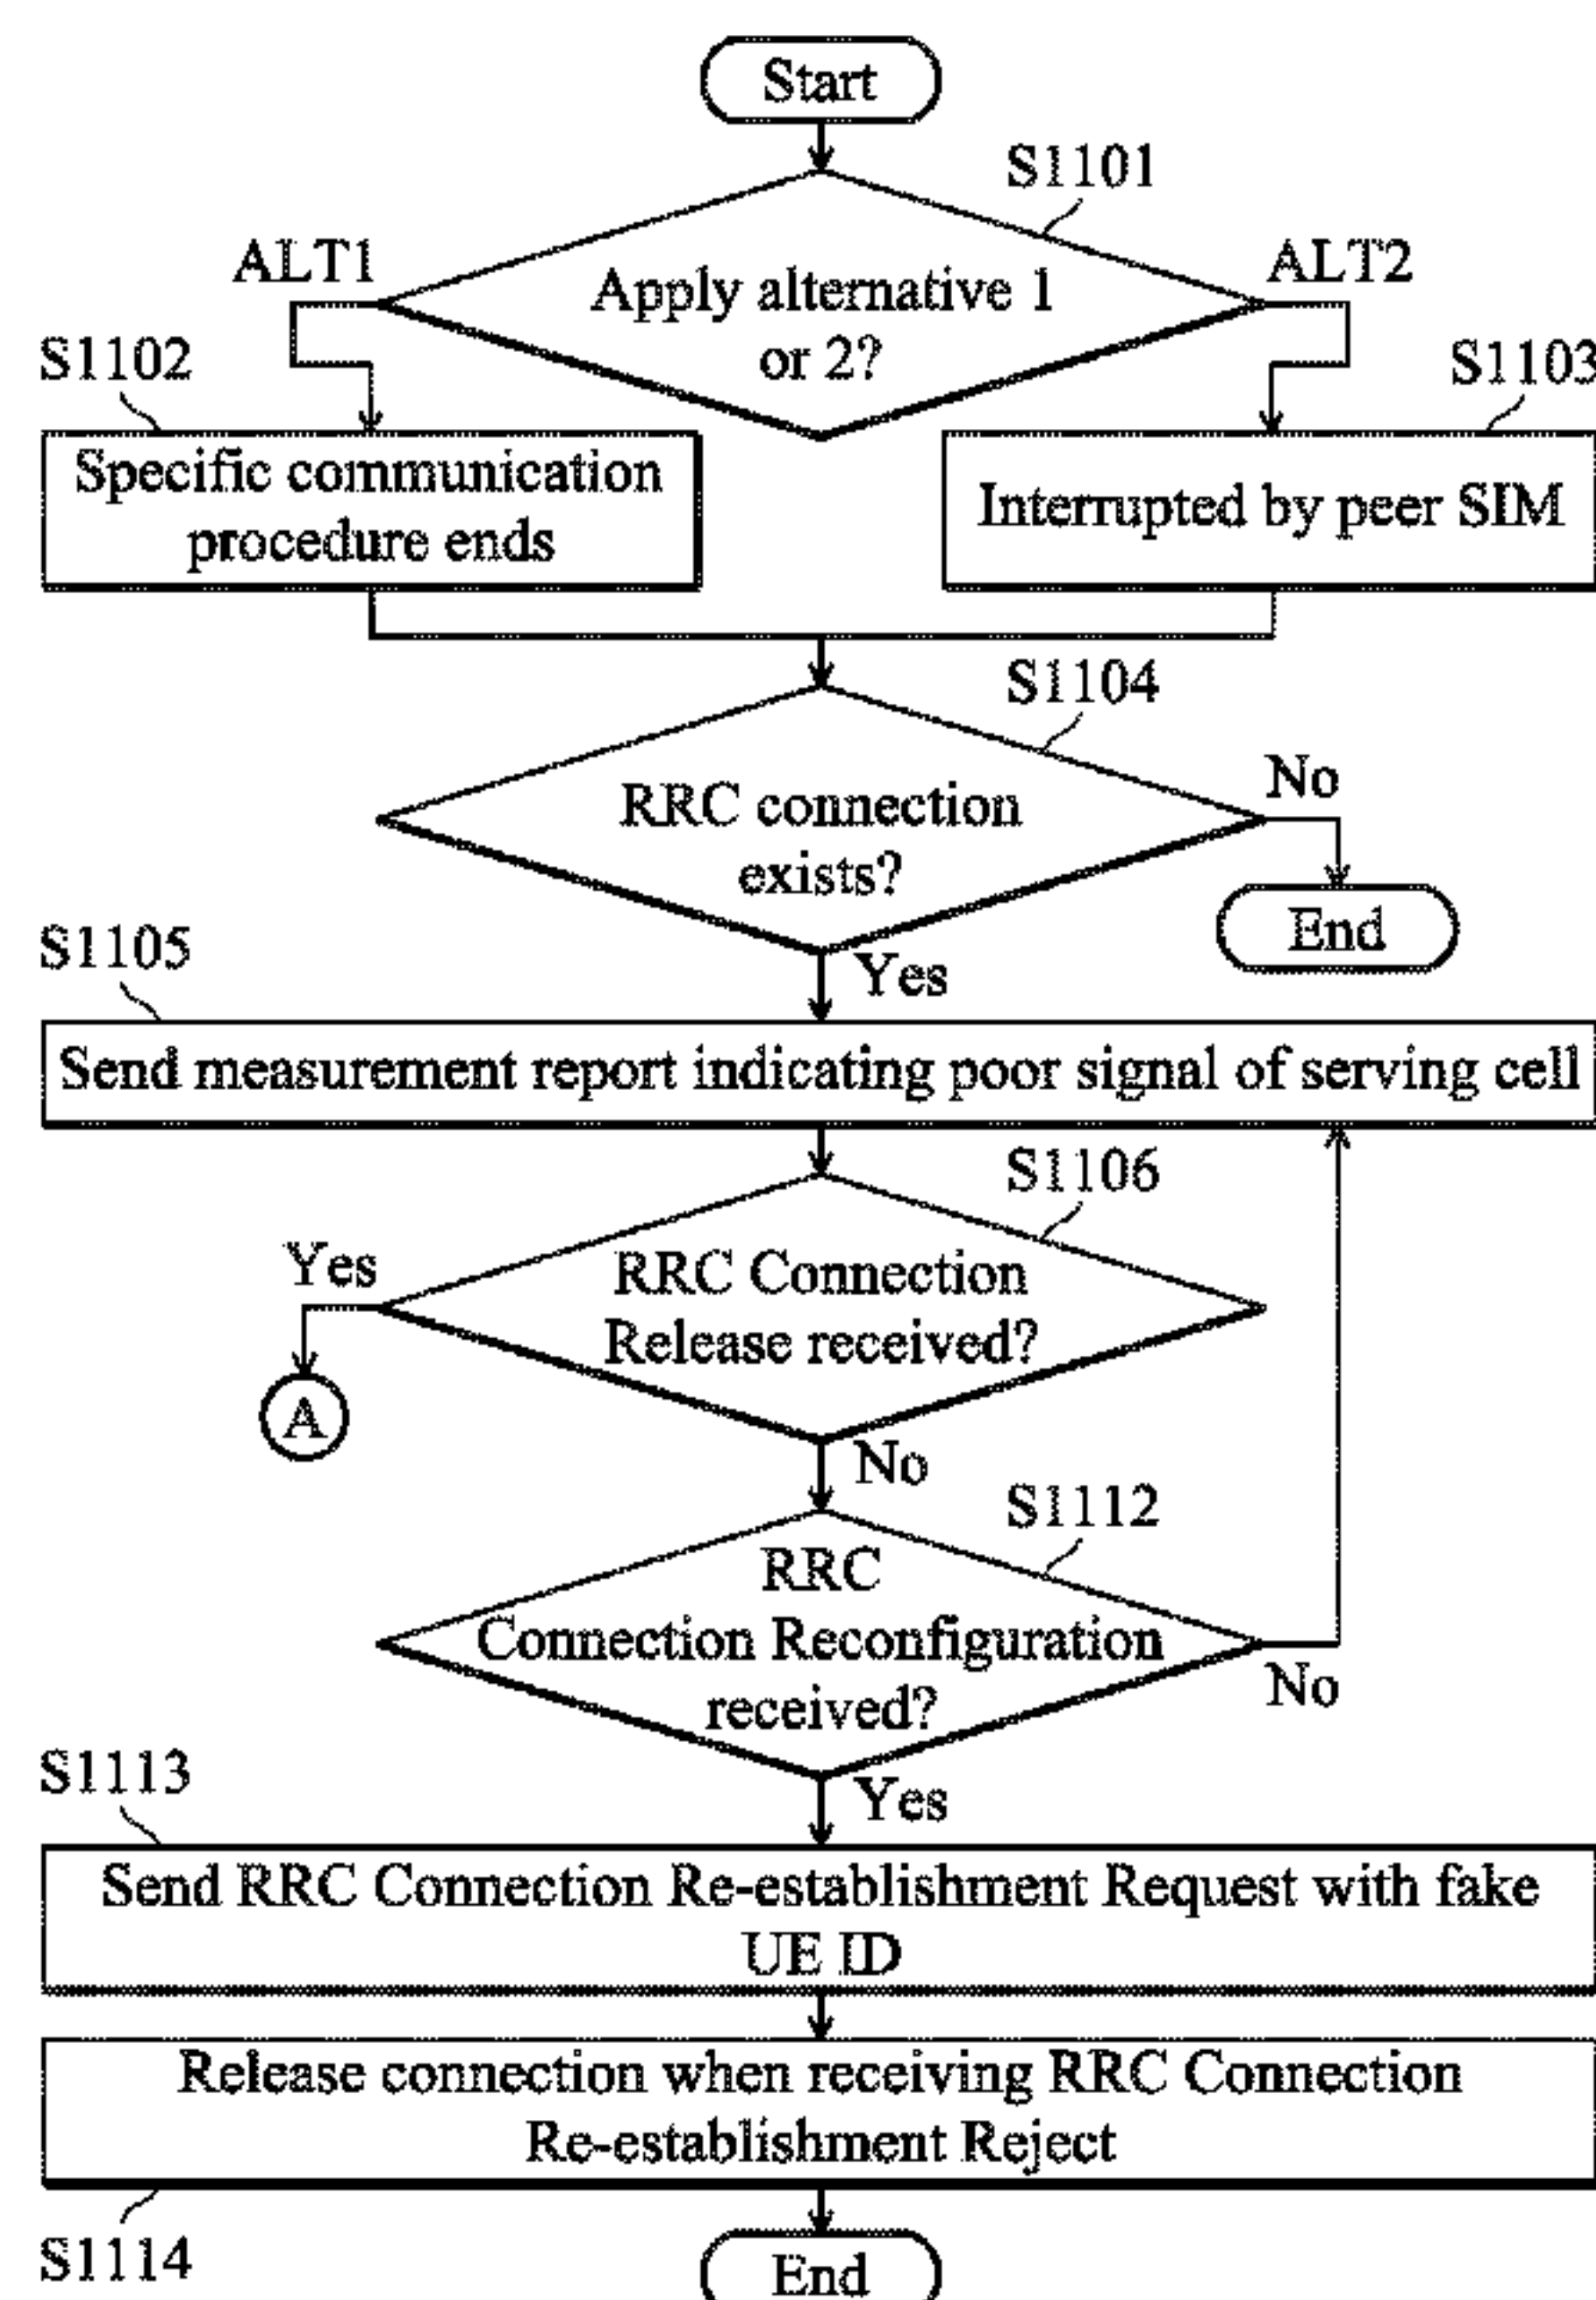 Start
S1101
ALT1
ALT2
Apply alternative 1
or 2?
S1102
S1103
Specific communication
procedure ends
Interrupted by peer SIM
S1104
RRC connection
exists?
No
End
Yes
S1105
Send measurement report indicating poor signal of serving cell
S1106
Yes
RRC Connection
Release received?
A
No
S1112
RRC
Connection Reconfiguration
received?
No
S1113
Yes
Send RRC Connection Re-establishment Request with fake
UE ID
Release connection when receiving RRC Connection
Re-establishment Reject
S1114
End